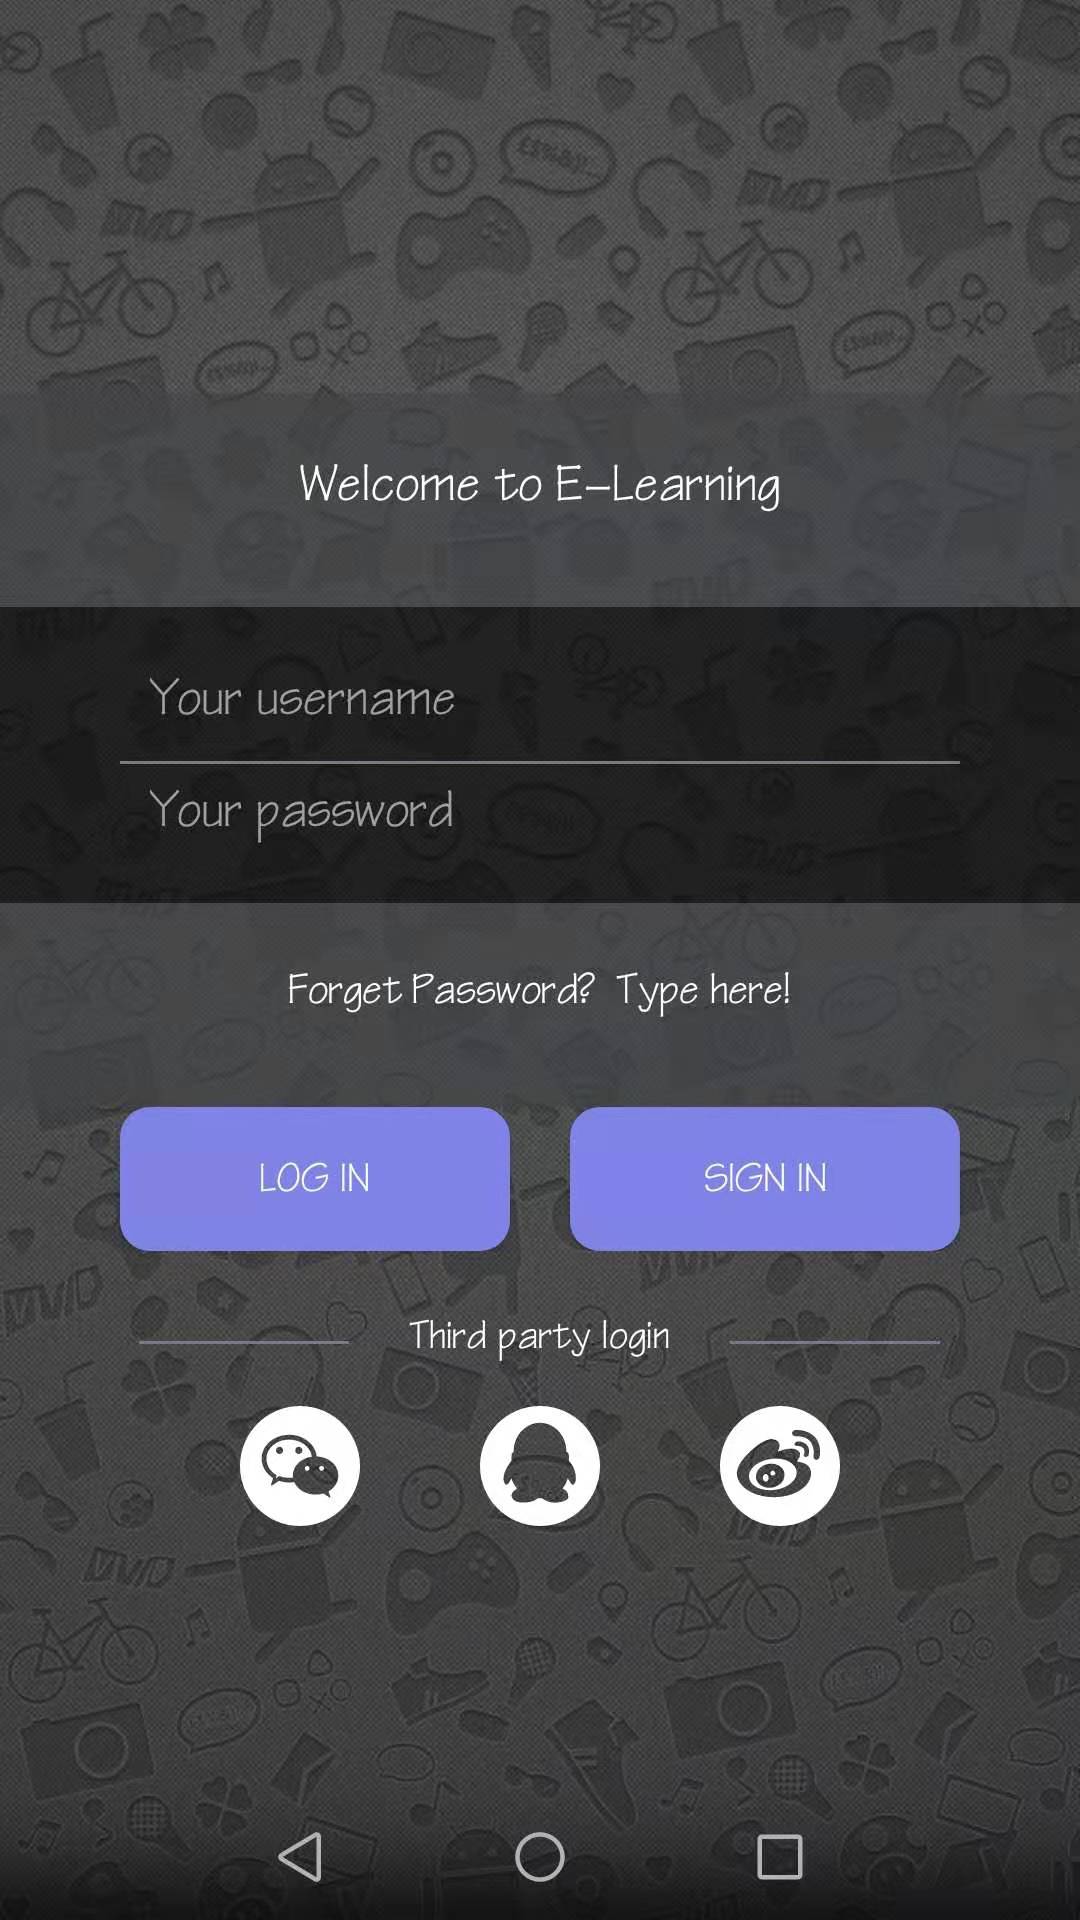 Welcome to E-Learning
Your username
Your password
Forget Password? Type here!
LOG IN
SIGN IN
Third party login